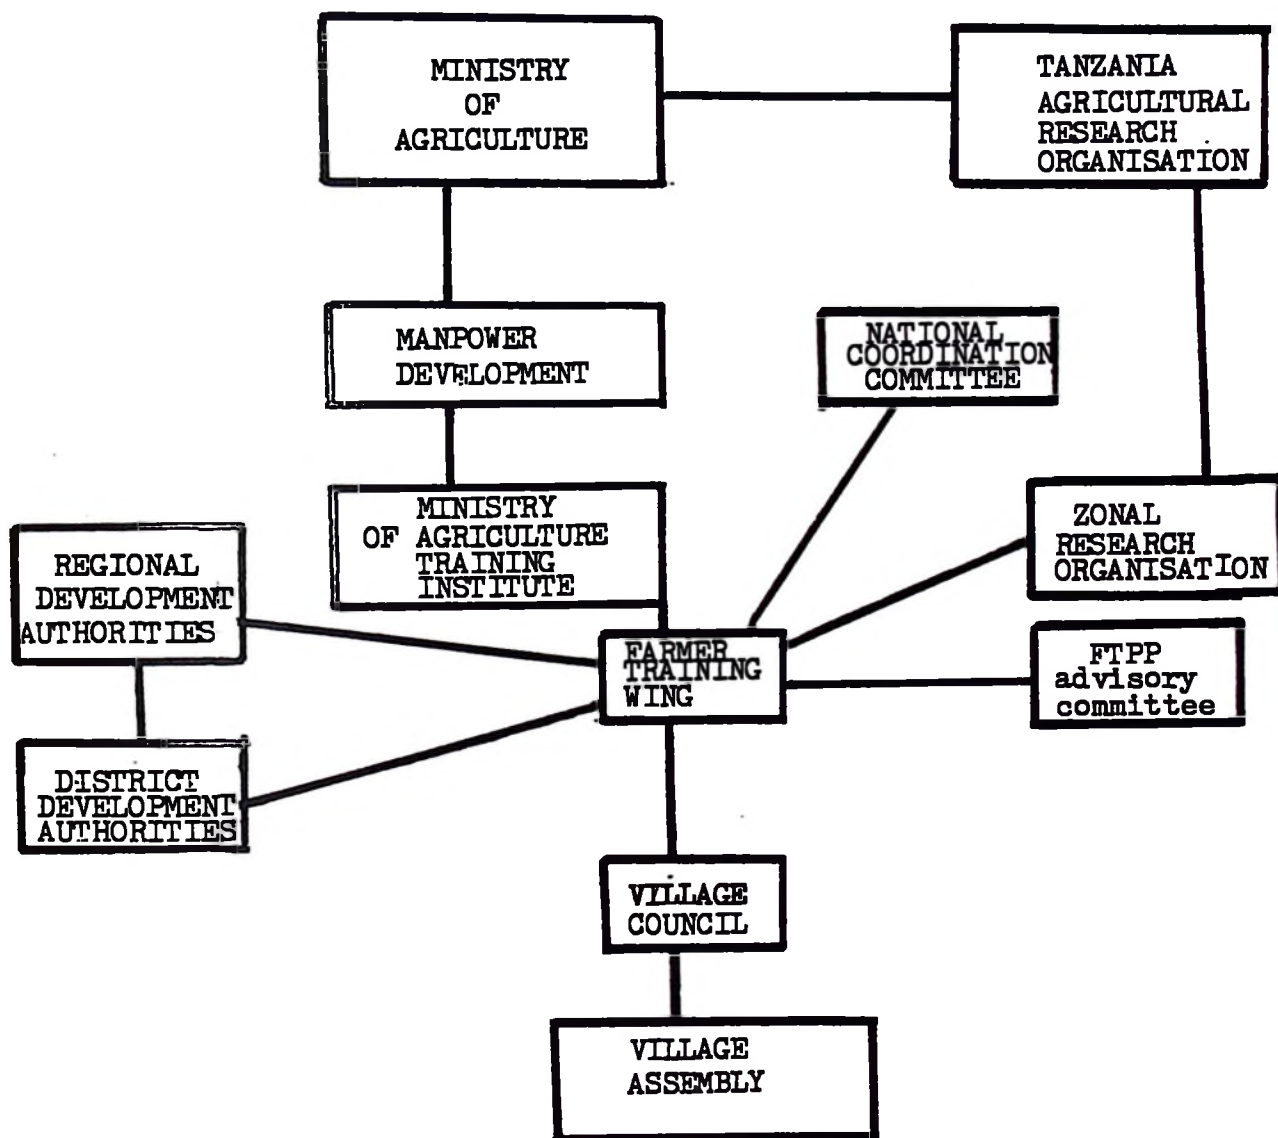 MINISTRY
OF
AGRICULTURE
TANZANIA
AGRICULTURAL
RESEARCH
ORGANISATION
MANPOWER
DEVELOPMENT
NATIONAL
COORDINATION
COMMITTEE
MINISTRY
OF AGRICULTURE
TRAINING
INSTITUTE
ZONAL
RESEARCH
ORGANISATION
REGIONAL
DEVELOPMENT
AUTHORITIES
FARMER
TRAINING
WING
FTPP
advisory
committee
DISTRICT
DEVELOPMENT
AUTHORITIES
VILLAGE
COUNCIL
VILLAGE
ASSEMBLY